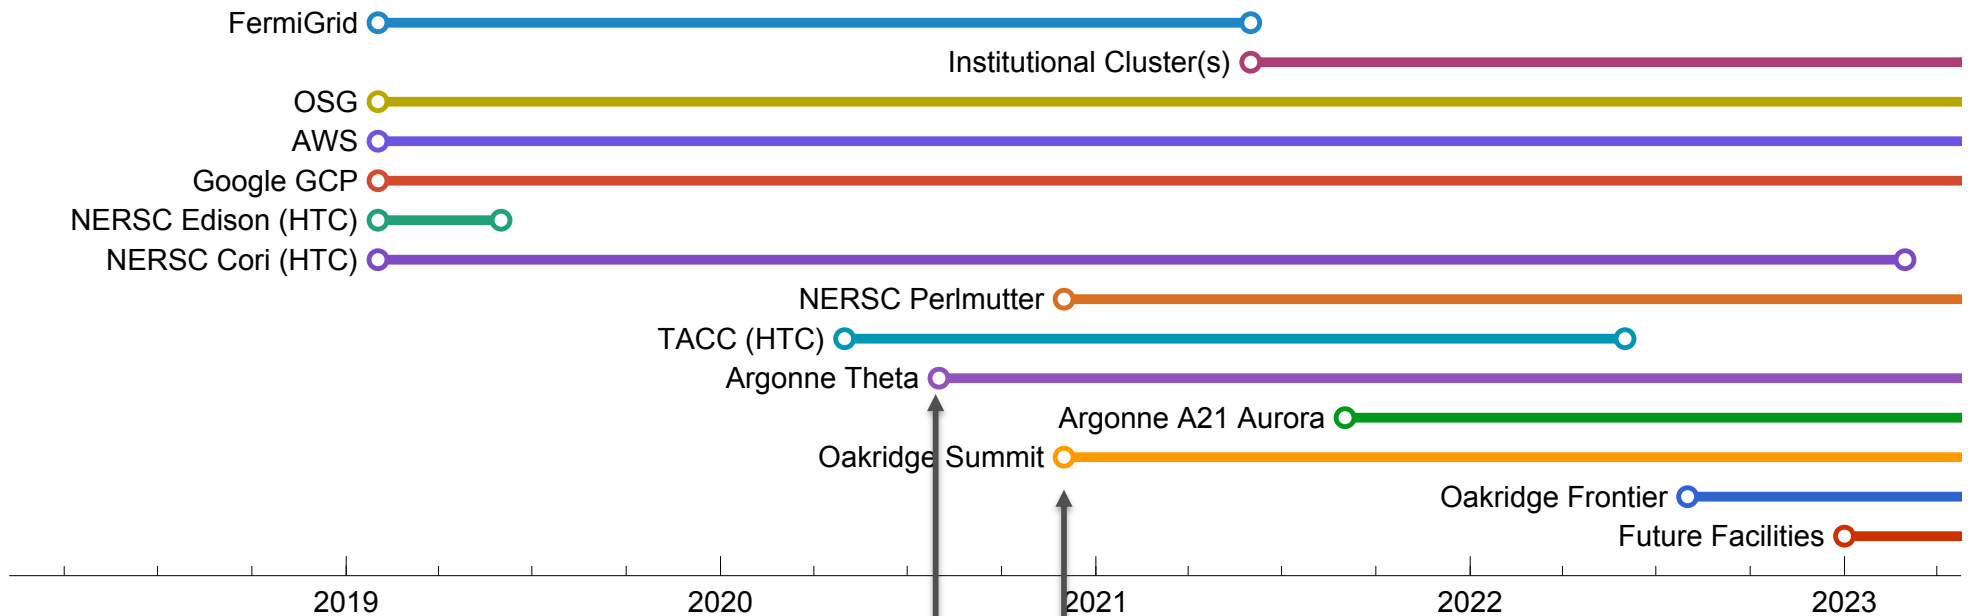 FermiGrid
Institutional Cluster(s)
OSG
AWS
Google GCP
NERSC Edison (HTC)
NERSC Cori (HTC)
NERSC Perlmutter
TACC (HTC)
Argonne Theta
Argonne A21 Aurora
Oakridge Summit
Oakridge Frontier
Future Facilities
2019 2020 2021 2022 2023